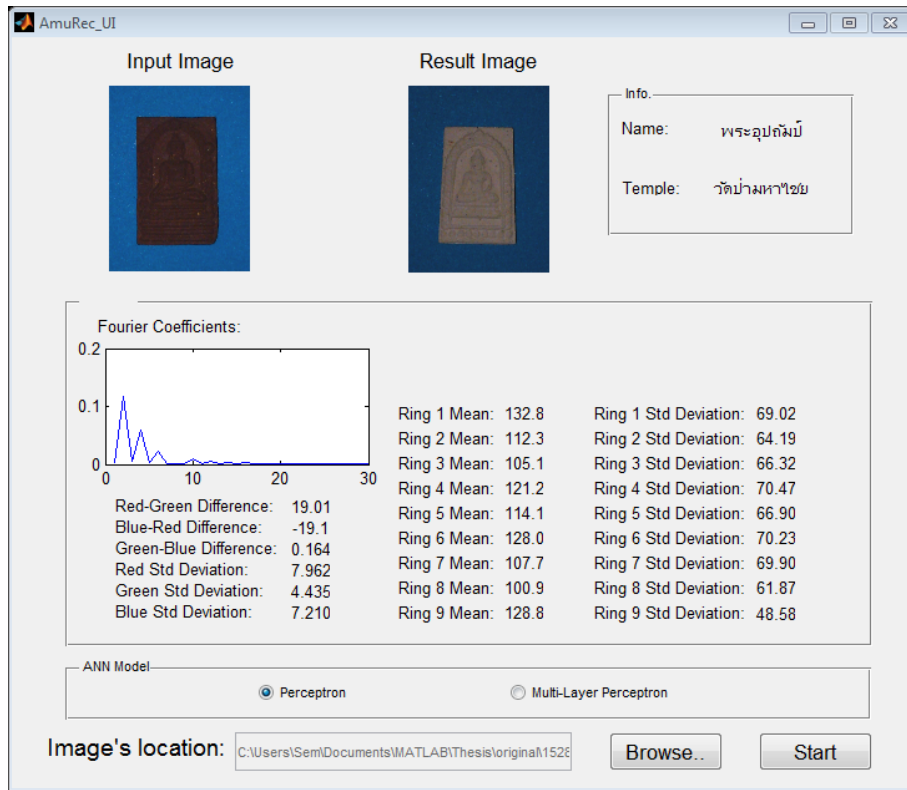 AmuRec_UI
Input Image
Result Image
Info.
Name: พระอุปถัมป์
Temple: วัดป่ามหาไชย
Fourier Coefficients:
0.2
0.1
0
0 10 20 30
Red-Green Difference: 19.01
Blue-Red Difference: -19.1
Green-Blue Difference: 0.164
Red Std Deviation: 7.962
Green Std Deviation: 4.435
Blue Std Deviation: 7.210
Ring 1 Mean: 132.8
Ring 2 Mean: 112.3
Ring 3 Mean: 105.1
Ring 4 Mean: 121.2
Ring 5 Mean: 114.1
Ring 6 Mean: 128.0
Ring 7 Mean: 107.7
Ring 8 Mean: 100.9
Ring 9 Mean: 128.8
Ring 1 Std Deviation: 69.02
Ring 2 Std Deviation: 64.19
Ring 3 Std Deviation: 66.32
Ring 4 Std Deviation: 70.47
Ring 5 Std Deviation: 66.90
Ring 6 Std Deviation: 70.23
Ring 7 Std Deviation: 69.90
Ring 8 Std Deviation: 61.87
Ring 9 Std Deviation: 48.58
ANN Model
Perceptron
Multi-Layer Perceptron
Image's location: C:\Users\Sem\Documents\MATLAB\Thesis\original\1528
Browse..
Start